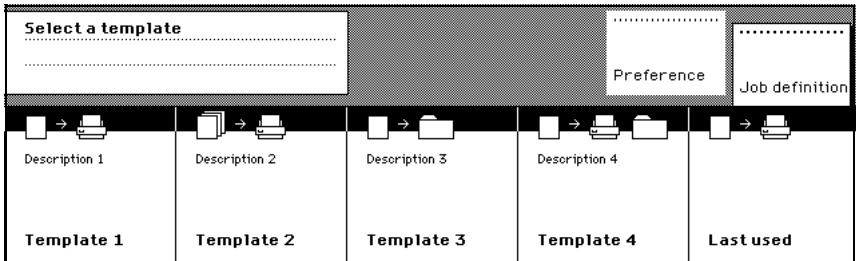 Select a template
Preference
Job definition
Description 1
Description 2
Description 3
Description 4
Template 1
Template 2
Template 3
Template 4
Last used